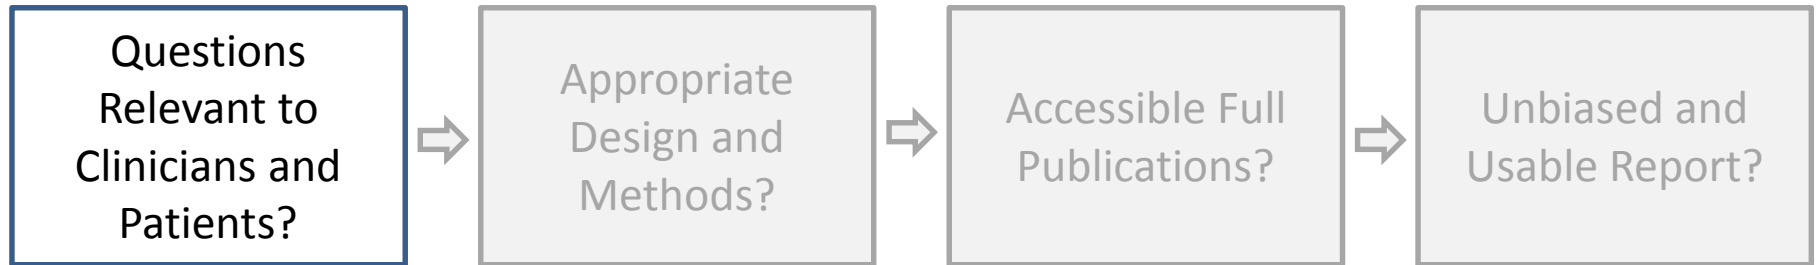 Questions
Relevant to
Clinicians and
Patients?
Appropriate
Design and
Methods?
Accessible Full
Publications?
Unbiased and
Usable Report?